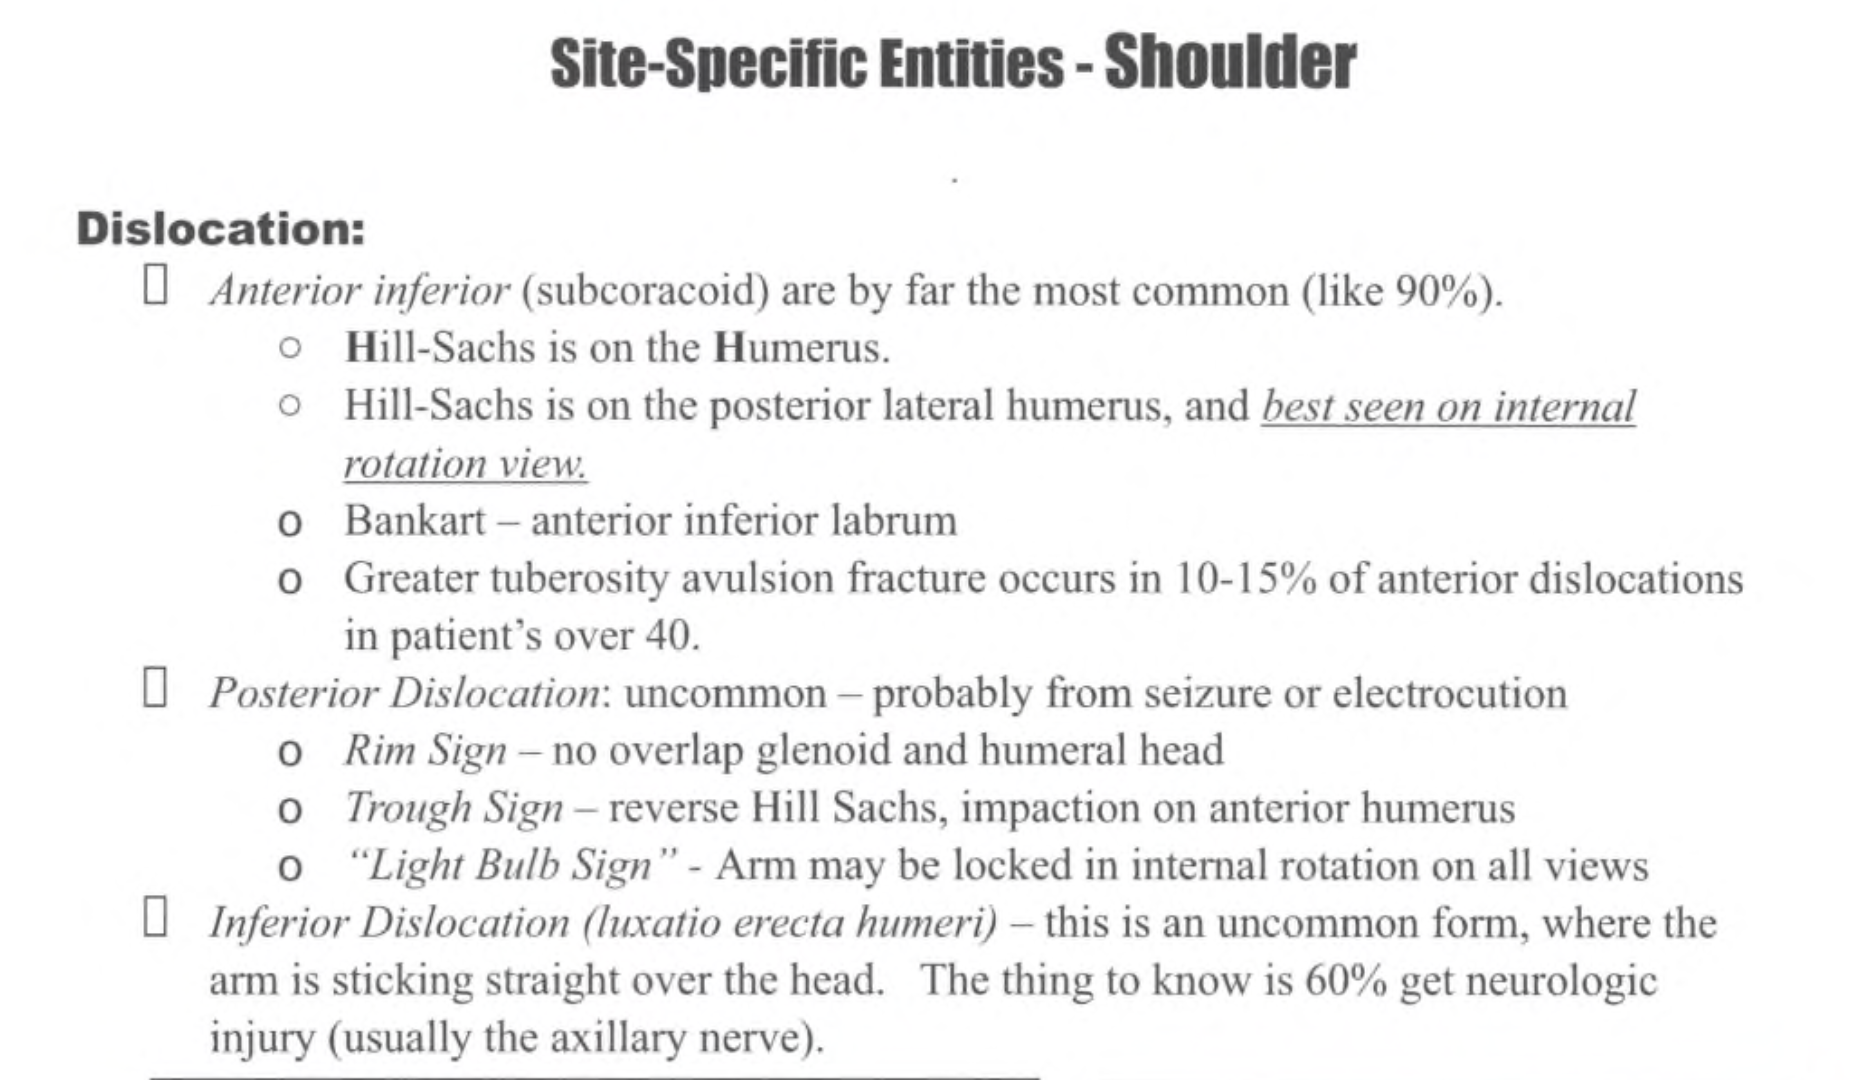 Site-Specific Entities - Shoulder
Dislocation:
Anterior inferior (subcoracoid) are by far the most common (like 90%).
○ Hill-Sachs is on the Humerus.
○ Hill-Sachs is on the posterior lateral humerus, and best seen on internal
rotation view.
o Bankart – anterior inferior labrum
o Greater tuberosity avulsion fracture occurs in 10-15% of anterior dislocations
in patient’s over 40.
Posterior Dislocation: uncommon – probably from seizure or electrocution
o Rim Sign – no overlap glenoid and humeral head
o Trough Sign – reverse Hill Sachs, impaction on anterior humerus
o “Light Bulb Sign” - Arm may be locked in internal rotation on all views
Inferior Dislocation (luxatio erecta humeri) – this is an uncommon form, where the
arm is sticking straight over the head. The thing to know is 60% get neurologic
injury (usually the axillary nerve).